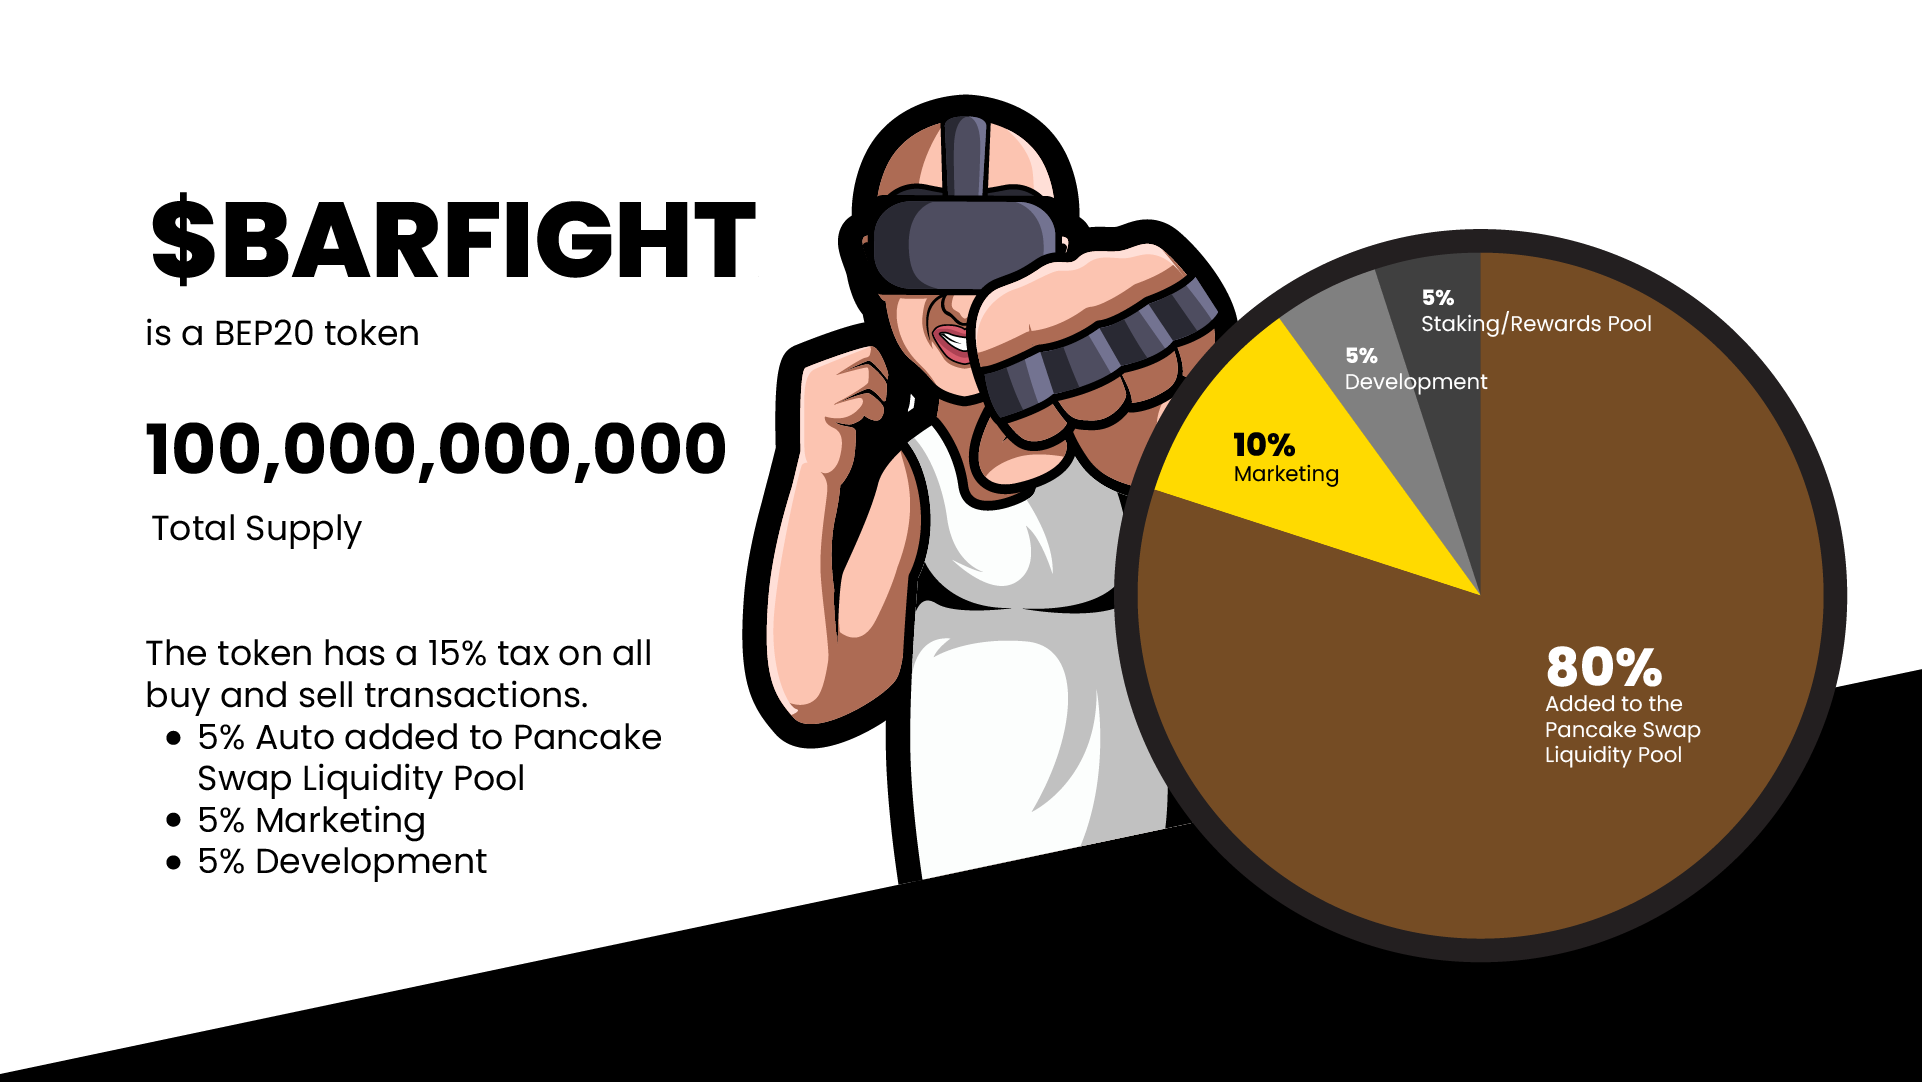 $BARFIGHT
is a BEP20 token
100,000,000,000
Total Supply
The token has a 15% tax on all
buy and sell transactions.
• 5% Auto added to Pancake
Swap Liquidity Pool
• 5% Marketing
• 5% Development
5%
Staking/Rewards Pool
5%
Development
10%
Marketing
80%
Added to the
Pancake Swap
Liquidity Pool